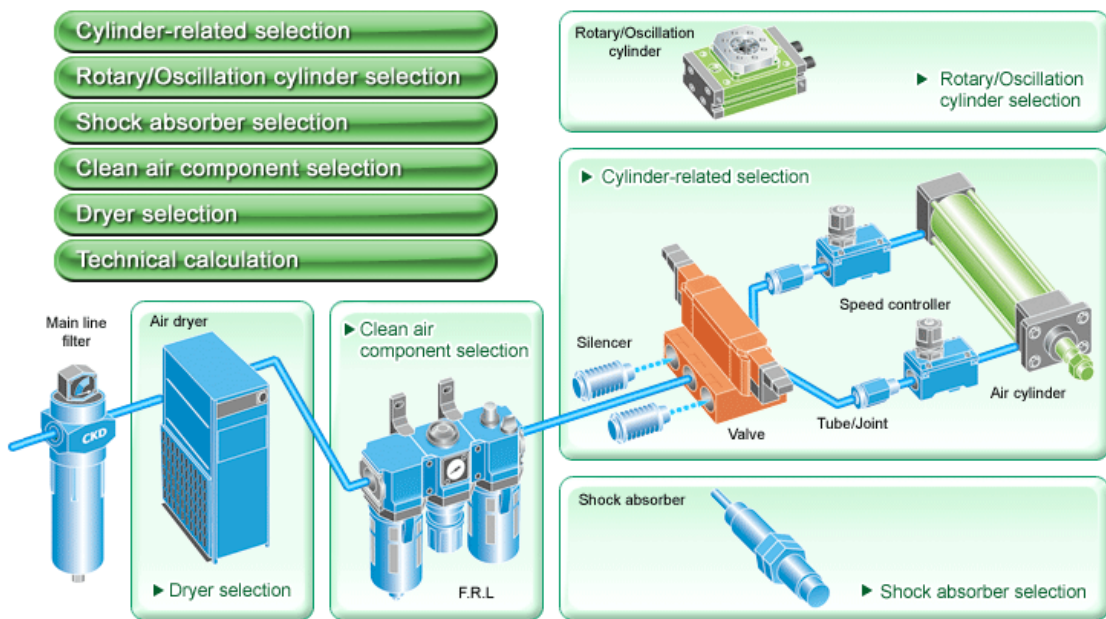 Cylinder-related selection
Rotary/Oscillation cylinder selection
Shock absorber selection
Clean air component selection
Dryer selection
Technical calculation
Rotary/Oscillation
cylinder
Rotary/Oscillation
cylinder selection
Cylinder-related selection
Speed controller
Silencer
Air cylinder
Tube/Joint
Valve
Main line
filter
CKD
Air dryer
Dryer selection
Clean air
component selection
F.R.L
Shock absorber
Shock absorber selection